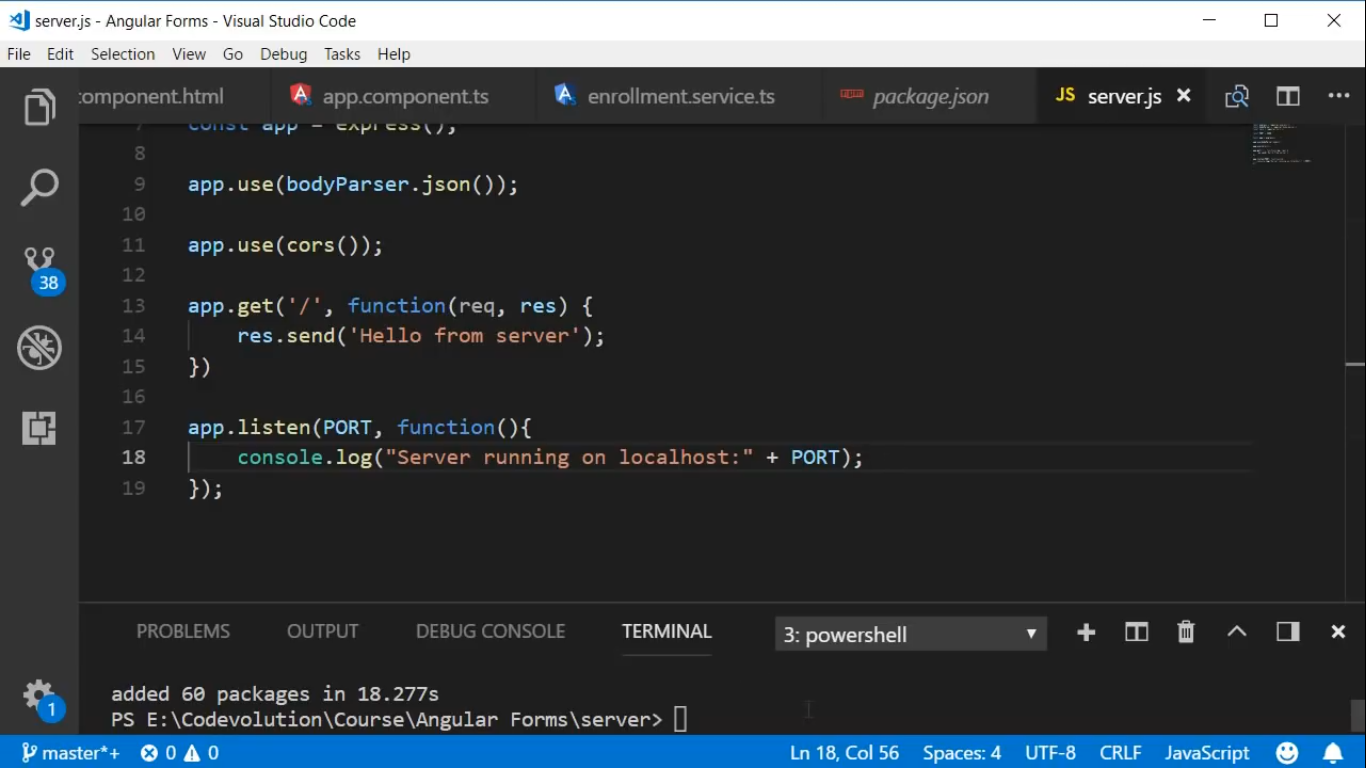 server.js - Angular Forms - Visual Studio Code
File Edit Selection View Go Debug Tasks Help
component.html app.component.ts enrollment.service.ts package.json JS server.js
7 const app = express();
8
9 app.use(bodyParser.json());
10
11 app.use(cors());
12
13 app.get('/', function(req, res) {
14 res.send('Hello from server');
15 })
16
17 app.listen(PORT, function(){
18 console.log("Server running on localhost:" + PORT);
19 });
38
1
PROBLEMS OUTPUT DEBUG CONSOLE TERMINAL 3: powershell
added 60 packages in 18.277s
PS E:\Codevolution\Course\Angular Forms\server>
master*+ 0 0 Ln 18, Col 56 Spaces: 4 UTF-8 CRLF JavaScript